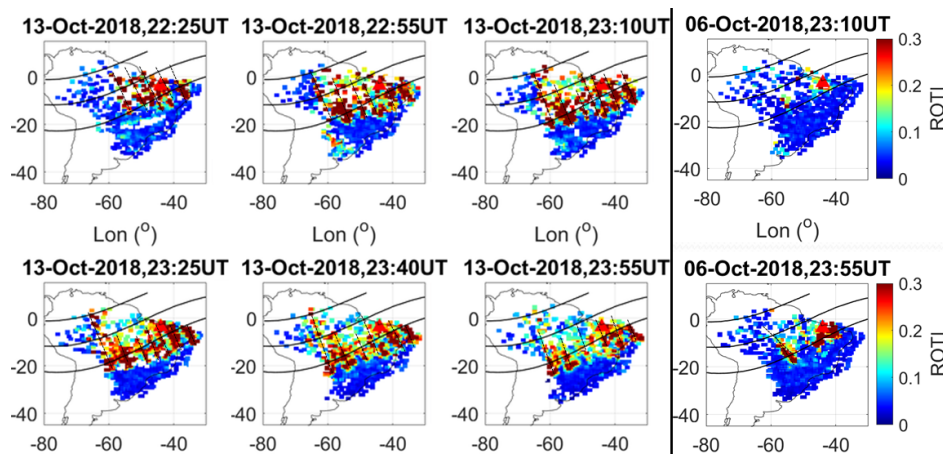 13-Oct-2018,22:25UT 13-Oct-2018,22:55UT 13-Oct-2018,23:10UT 06-Oct-2018,23:10UT
0 0 0 0 0.3
-20 -20 -20 -20 0.2
-40 -40 -40 -40 0.1
0
ROTI
-80 -60 -40 -80 -60 -40 -80 -60 -40 -80 -60 -40
Lon (°) Lon (°) Lon (°) Lon (°)
13-Oct-2018,23:25UT 13-Oct-2018,23:40UT 13-Oct-2018,23:55UT 06-Oct-2018,23:55UT
0 0 0 0 0.3
-20 -20 -20 -20 0.2
-40 -40 -40 -40 0.1
0
ROTI
-80 -60 -40 -80 -60 -40 -80 -60 -40 -80 -60 -40